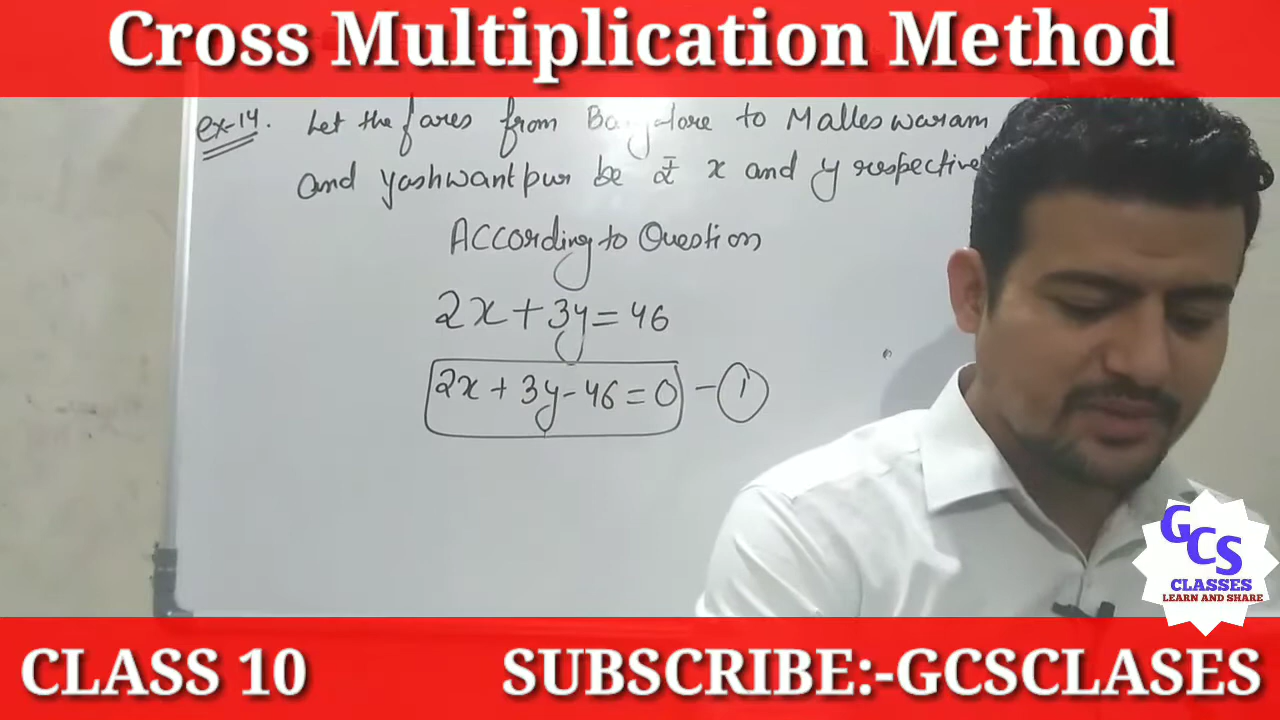 Cross Multiplication Method
ex-14. Let the fares from Bangalore to Malleswaram
and yashwantpur be ₹ x and y respective
According to Question
2x + 3y = 46
2x + 3y - 46 = 0 - 1
GCS
CLASSES
LEARN AND SHARE
CLASS 10 SUBSCRIBE:-GCSCLASES